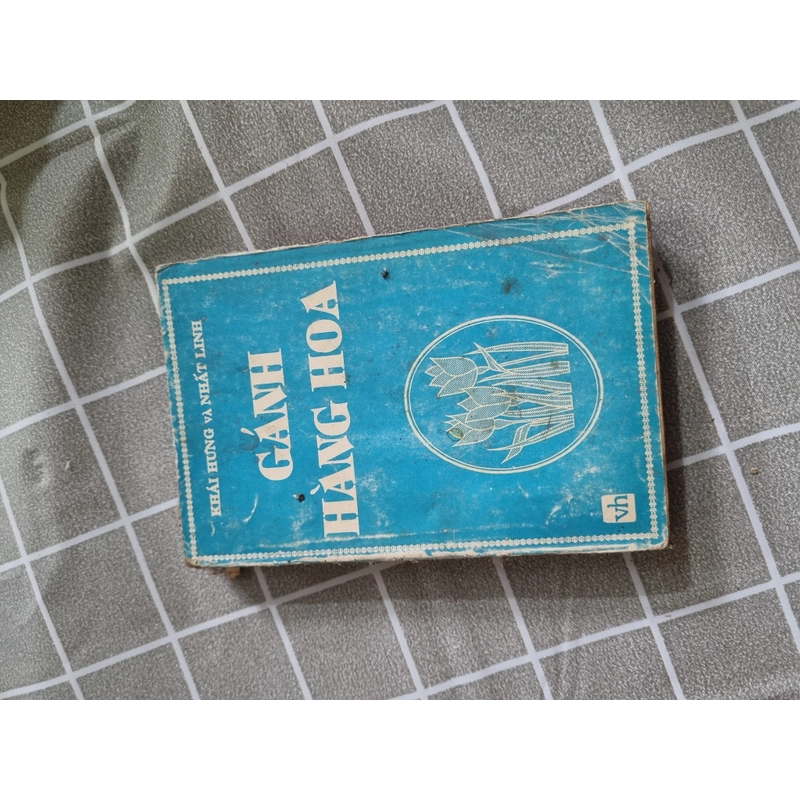 KHÁI HƯNG VÀ NHẤT LINH
GÁNH
HÀNG HOA
vh